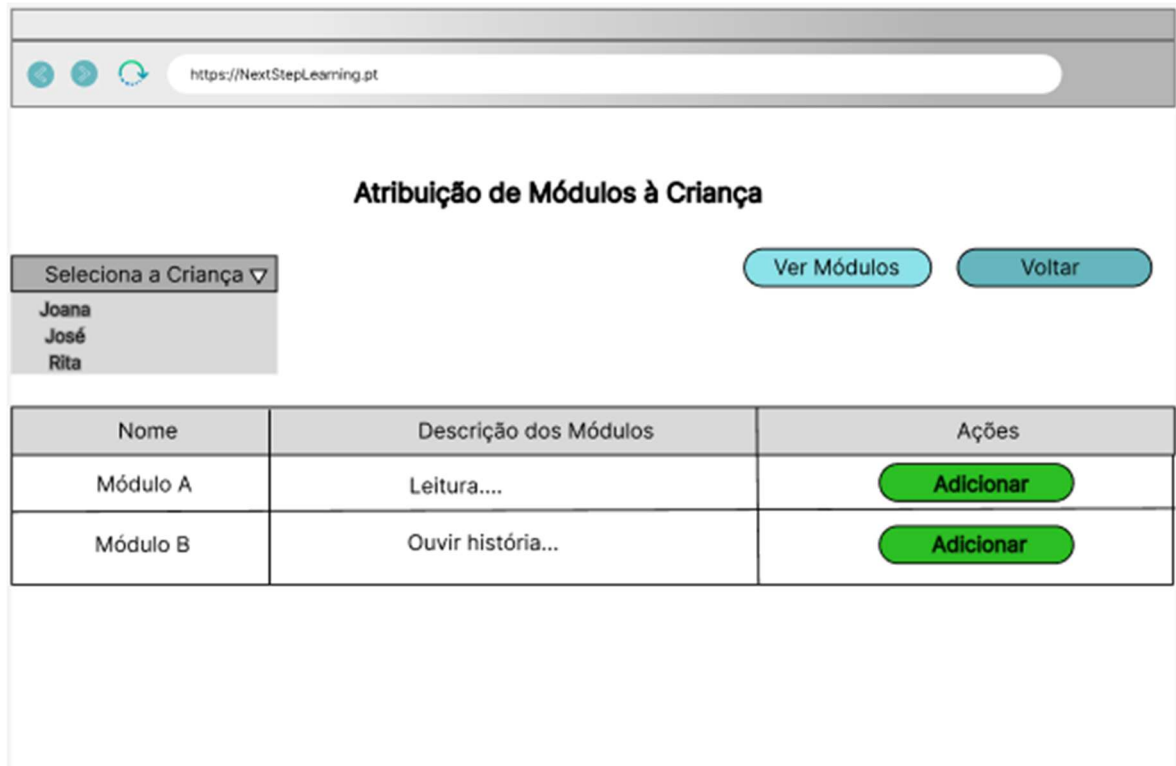 https://NextStepLearning.pt
Atribuição de Módulos à Criança
Seleciona a Criança
Ver Módulos
Voltar
Joana
José
Rita
Nome
Descrição dos Módulos
Ações
Módulo A
Leitura....
Adicionar
Módulo B
Ouvir história...
Adicionar